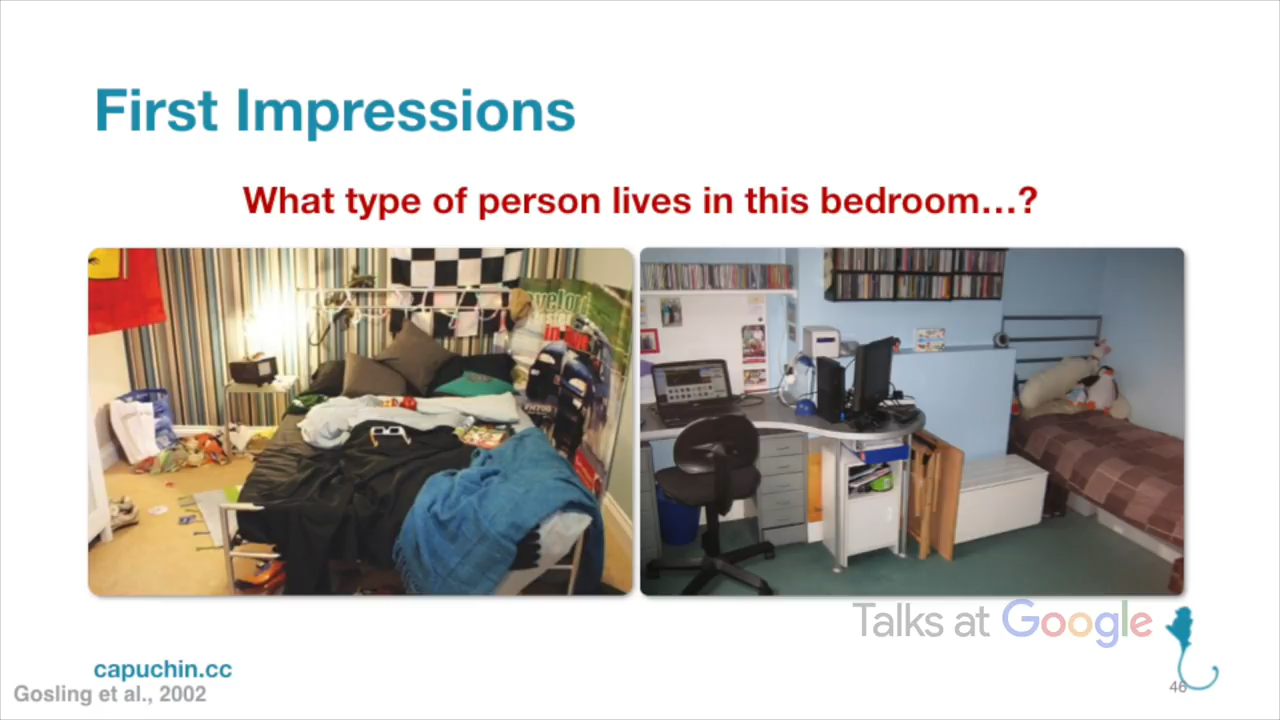 First Impressions
What type of person lives in this bedroom...?
Talks at Google
capuchin.cc
Gosling et al., 2002
46